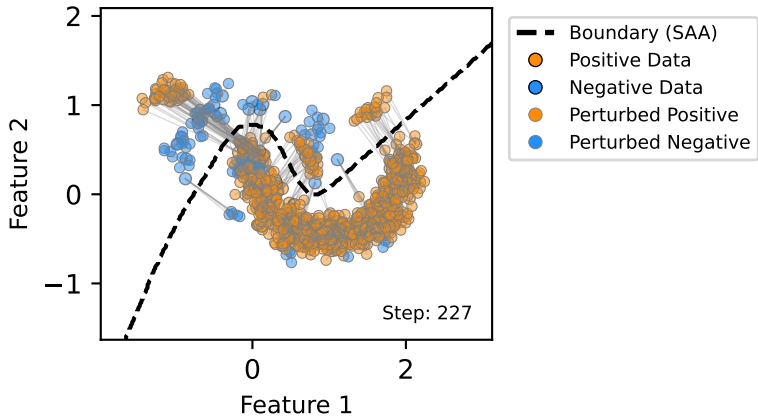 2
1
0
−1
Feature 2
0
2
Feature 1
Step: 227
Boundary (SAA)
Positive Data
Negative Data
Perturbed Positive
Perturbed Negative